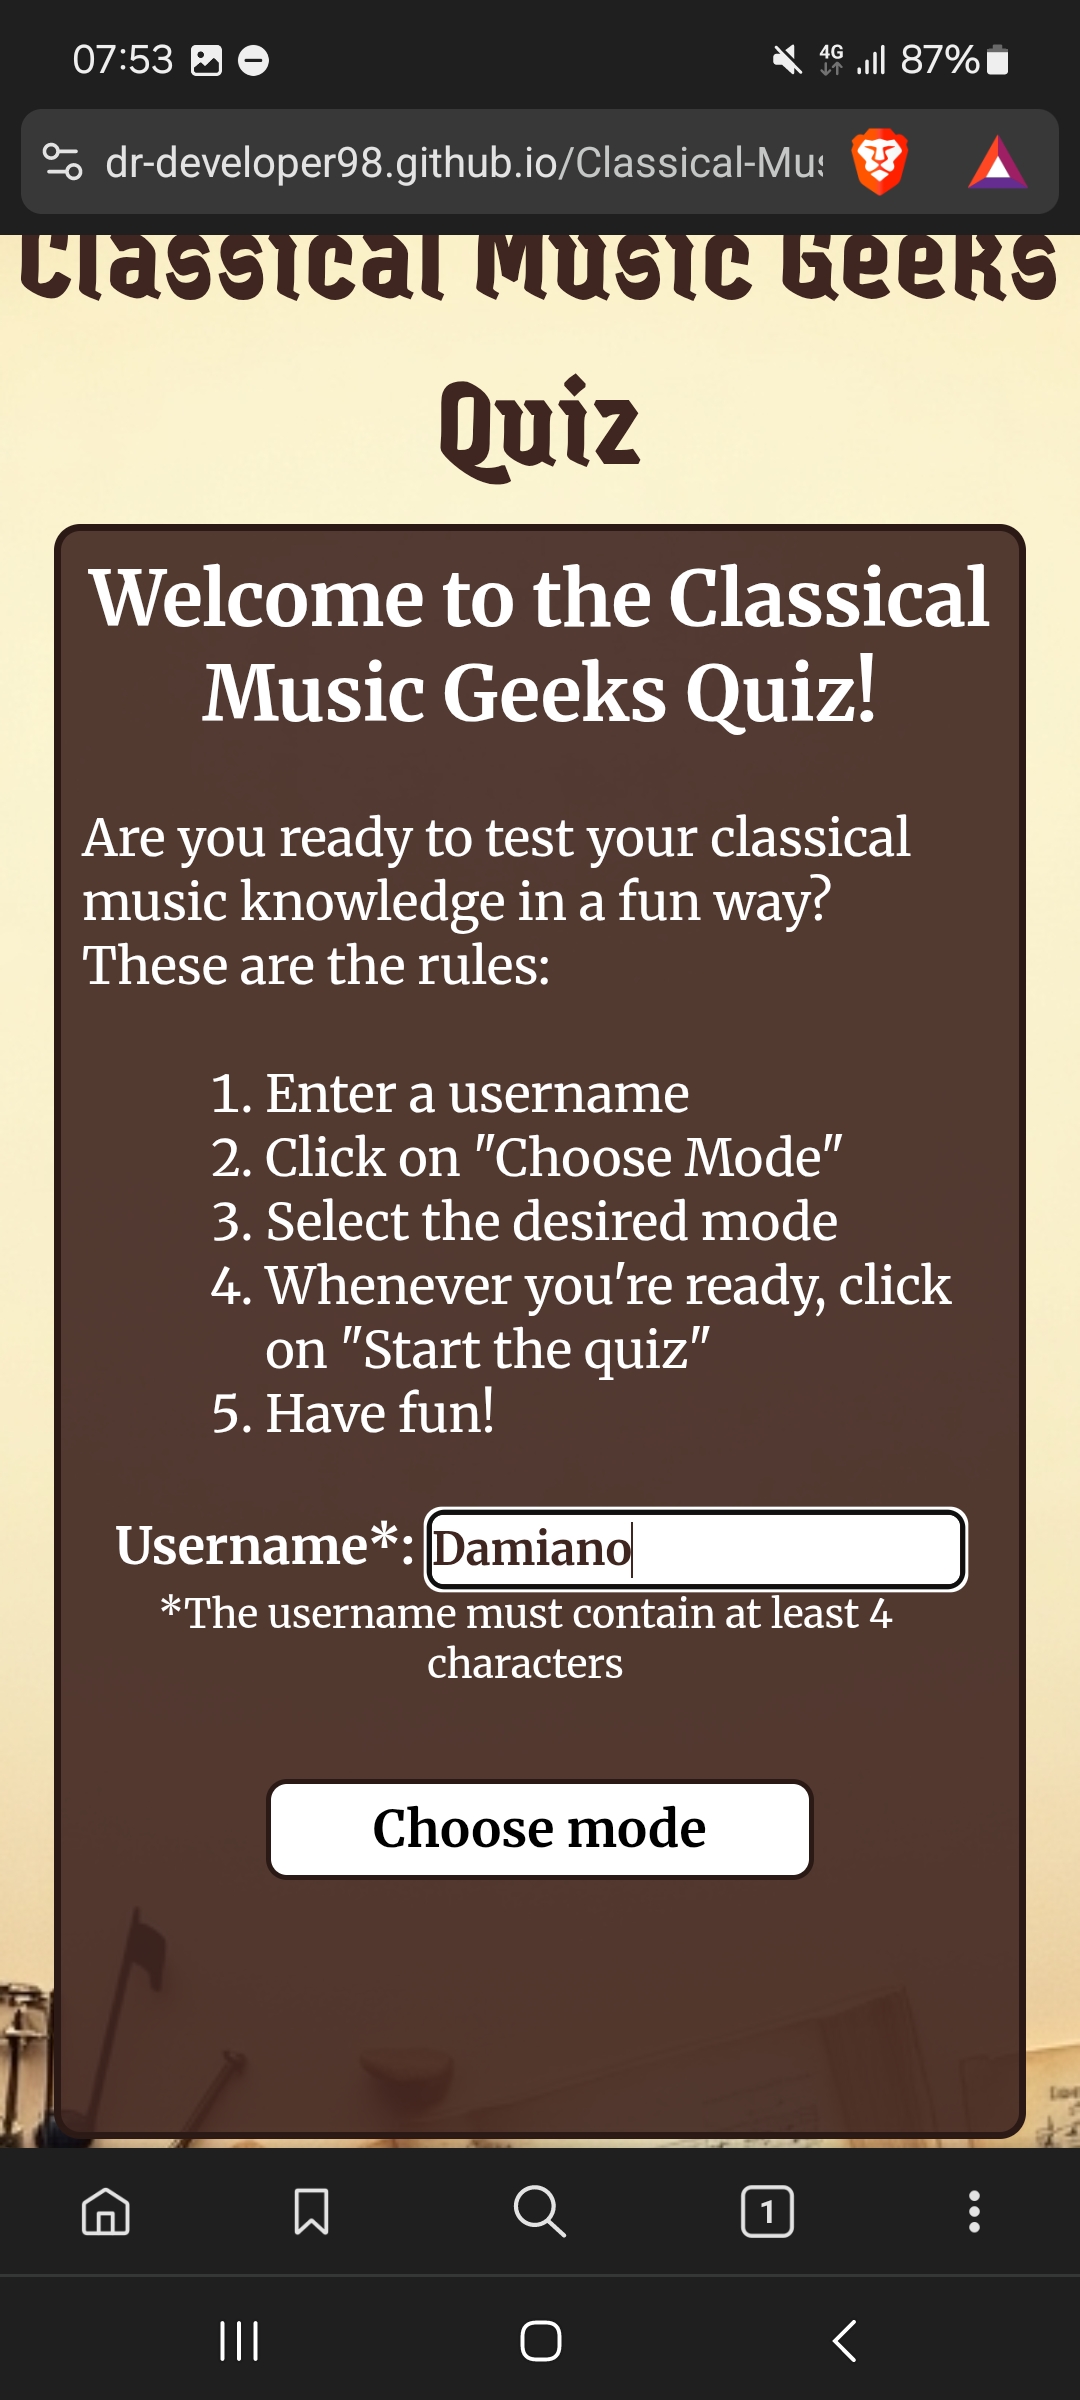 07:53
4G
87%
dr-developer98.github.io/Classical-Mus
Classical Music Geeks
Quiz
Welcome to the Classical
Music Geeks Quiz!
Are you ready to test your classical
music knowledge in a fun way?
These are the rules:
1. Enter a username
2. Click on "Choose Mode"
3. Select the desired mode
4. Whenever you're ready, click
on "Start the quiz"
5. Have fun!
Username*: Damiano
*The username must contain at least 4
characters
Choose mode
1